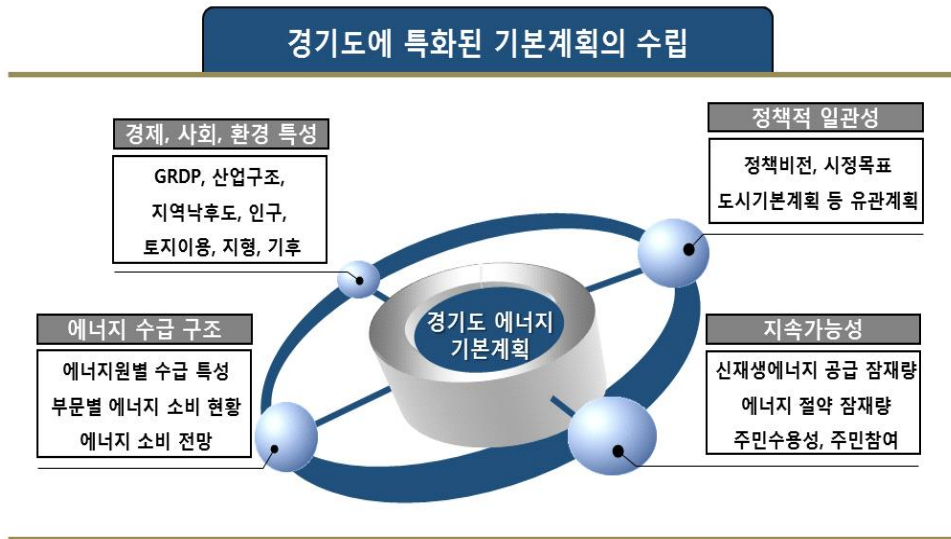 경기도에 특화된 기본계획의 수립
경제, 사회, 환경 특성
GRDP, 산업구조,
지역낙후도, 인구,
토지이용, 지형, 기후
정책적 일관성
정책비전, 시정목표
도시기본계획 등 유관계획
경기도 에너지
기본계획
에너지 수급 구조
에너지원별 수급 특성
부문별 에너지 소비 현황
에너지 소비 전망
지속가능성
신재생에너지 공급 잠재량
에너지 절약 잠재량
주민수용성, 주민참여